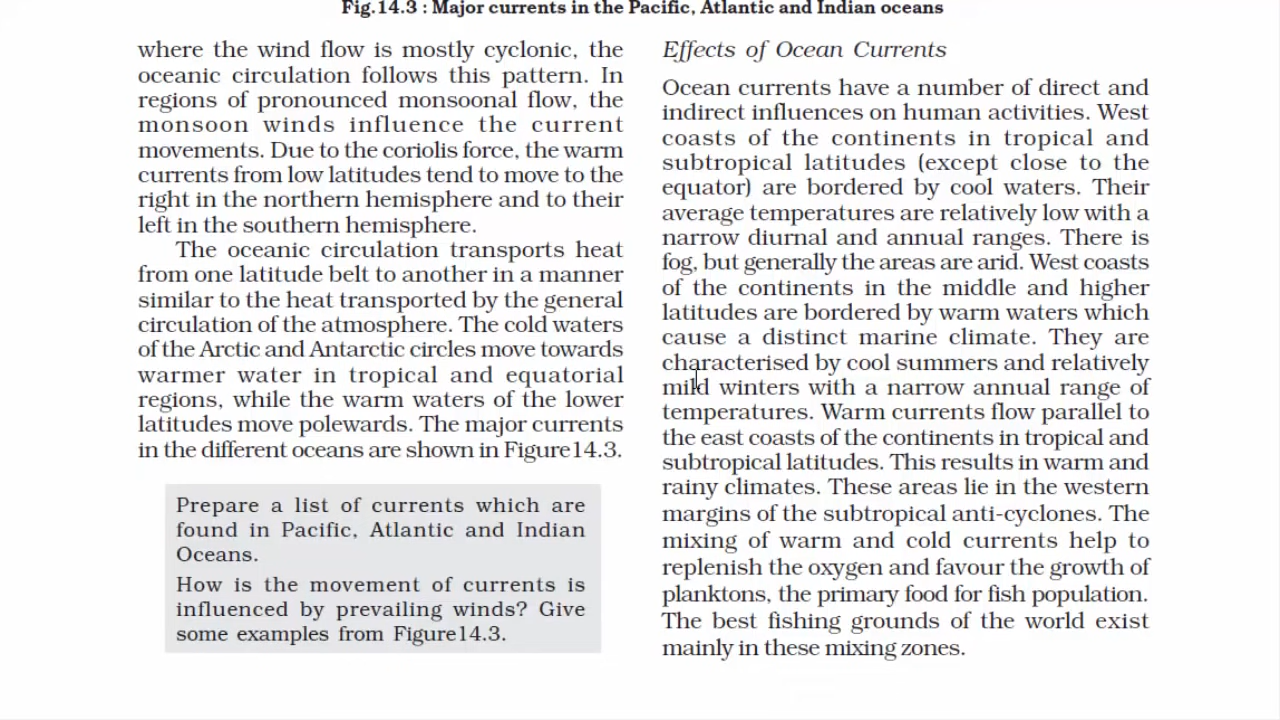 Fig.14.3 : Major currents in the Pacific, Atlantic and Indian oceans
where the wind flow is mostly cyclonic, the
oceanic circulation follows this pattern. In
regions of pronounced monsoonal flow, the
monsoon winds influence the current
movements. Due to the coriolis force, the warm
currents from low latitudes tend to move to the
right in the northern hemisphere and to their
left in the southern hemisphere.
The oceanic circulation transports heat
from one latitude belt to another in a manner
similar to the heat transported by the general
circulation of the atmosphere. The cold waters
of the Arctic and Antarctic circles move towards
warmer water in tropical and equatorial
regions, while the warm waters of the lower
latitudes move polewards. The major currents
in the different oceans are shown in Figure14.3.
Prepare a list of currents which are
found in Pacific, Atlantic and Indian
Oceans.
How is the movement of currents is
influenced by prevailing winds? Give
some examples from Figure14.3.
Effects of Ocean Currents
Ocean currents have a number of direct and
indirect influences on human activities. West
coasts of the continents in tropical and
subtropical latitudes (except close to the
equator) are bordered by cool waters. Their
average temperatures are relatively low with a
narrow diurnal and annual ranges. There is
fog, but generally the areas are arid. West coasts
of the continents in the middle and higher
latitudes are bordered by warm waters which
cause a distinct marine climate. They are
characterised by cool summers and relatively
mild winters with a narrow annual range of
temperatures. Warm currents flow parallel to
the east coasts of the continents in tropical and
subtropical latitudes. This results in warm and
rainy climates. These areas lie in the western
margins of the subtropical anti-cyclones. The
mixing of warm and cold currents help to
replenish the oxygen and favour the growth of
planktons, the primary food for fish population.
The best fishing grounds of the world exist
mainly in these mixing zones.